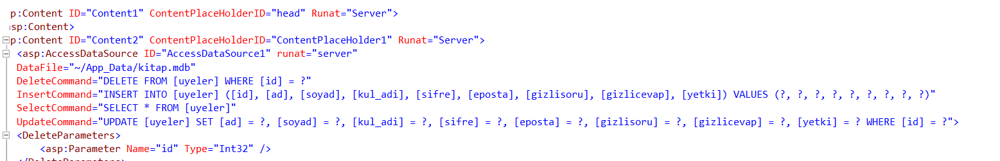 p:Content ID="Content1" ContentPlaceHolderID="head" Runat="Server">
sp:Content>
p:Content ID="Content2" ContentPlaceHolderID="ContentPlaceHolder1" Runat="Server">
<asp:AccessDataSource ID="AccessDataSource1" runat="server"
DataFile="~/App_Data/kitap.mdb"
DeleteCommand="DELETE FROM [uyeler] WHERE [id] = ?"
InsertCommand="INSERT INTO [uyeler] ([id], [ad], [soyad], [kul_adi], [sifre], [eposta], [gizlisoru], [gizlicevap], [yetki]) VALUES (?, ?, ?, ?, ?, ?, ?, ?, ?)"
SelectCommand="SELECT * FROM [uyeler]"
UpdateCommand="UPDATE [uyeler] SET [ad] = ?, [soyad] = ?, [kul_adi] = ?, [sifre] = ?, [eposta] = ?, [gizlisoru] = ?, [gizlicevap] = ?, [yetki] = ? WHERE [id] = ?">
<DeleteParameters>
<asp:Parameter Name="id" Type="Int32" />
</DeleteParameters>